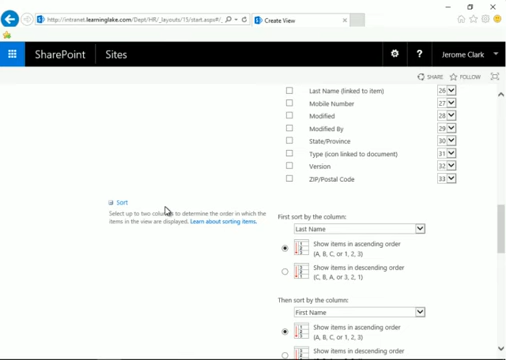 http://intranet.learninglake.com/Dept/HR/_layouts/15/start.aspx#/_
Create View
SharePoint
Sites
?
Jerome Clark
SHARE
FOLLOW
Last Name (linked to item)
26
Mobile Number
27
Modified
28
Modified By
29
State/Province
30
Type (icon linked to document)
31
Version
32
ZIP/Postal Code
33
Sort
Select up to two columns to determine the order in which the
items in the view are displayed. Learn about sorting items.
First sort by the column:
Last Name
Show items in ascending order
(A, B, C, or 1, 2, 3)
Show items in descending order
(C, B, A, or 3, 2, 1)
Then sort by the column:
First Name
Show items in ascending order
(A, B, C, or 1, 2, 3)
Show items in descending order